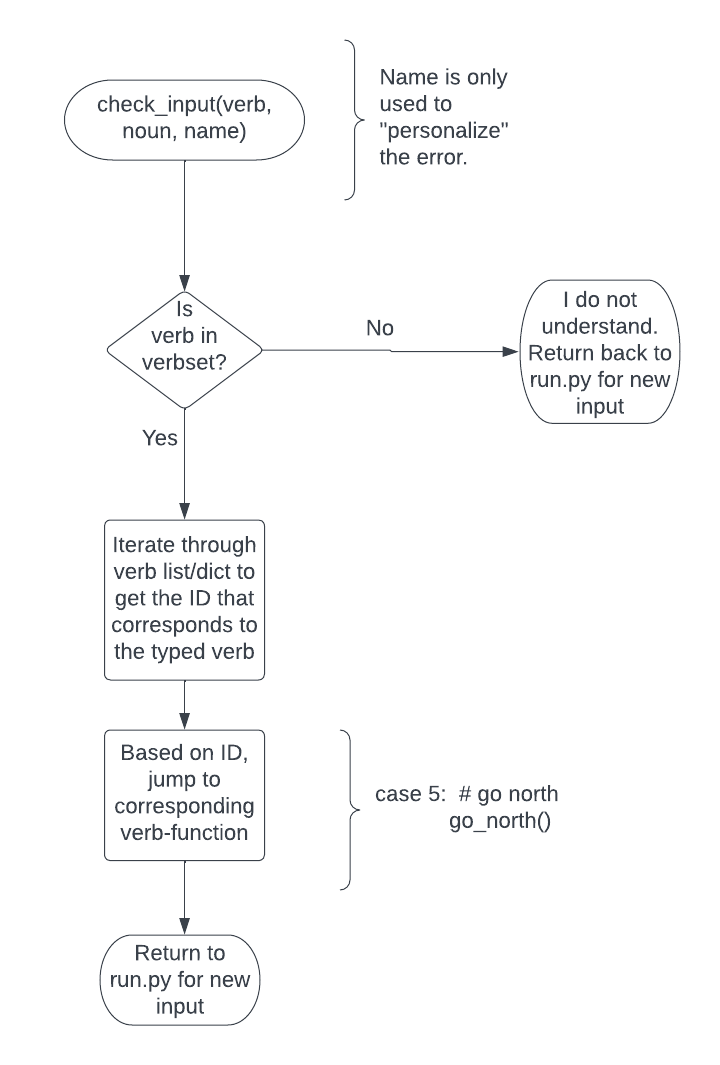 check_input(verb,
noun, name)
Name is only
used to
"personalize"
the error.
Is
verb in
verbset?
No
I do not
understand.
Return back to
run.py for new
input
Yes
Iterate through
verb list/dict to
get the ID that
corresponds to
the typed verb
Based on ID,
jump to
corresponding
verb-function
case 5:  # go north
go_north()
Return to
run.py for new
input